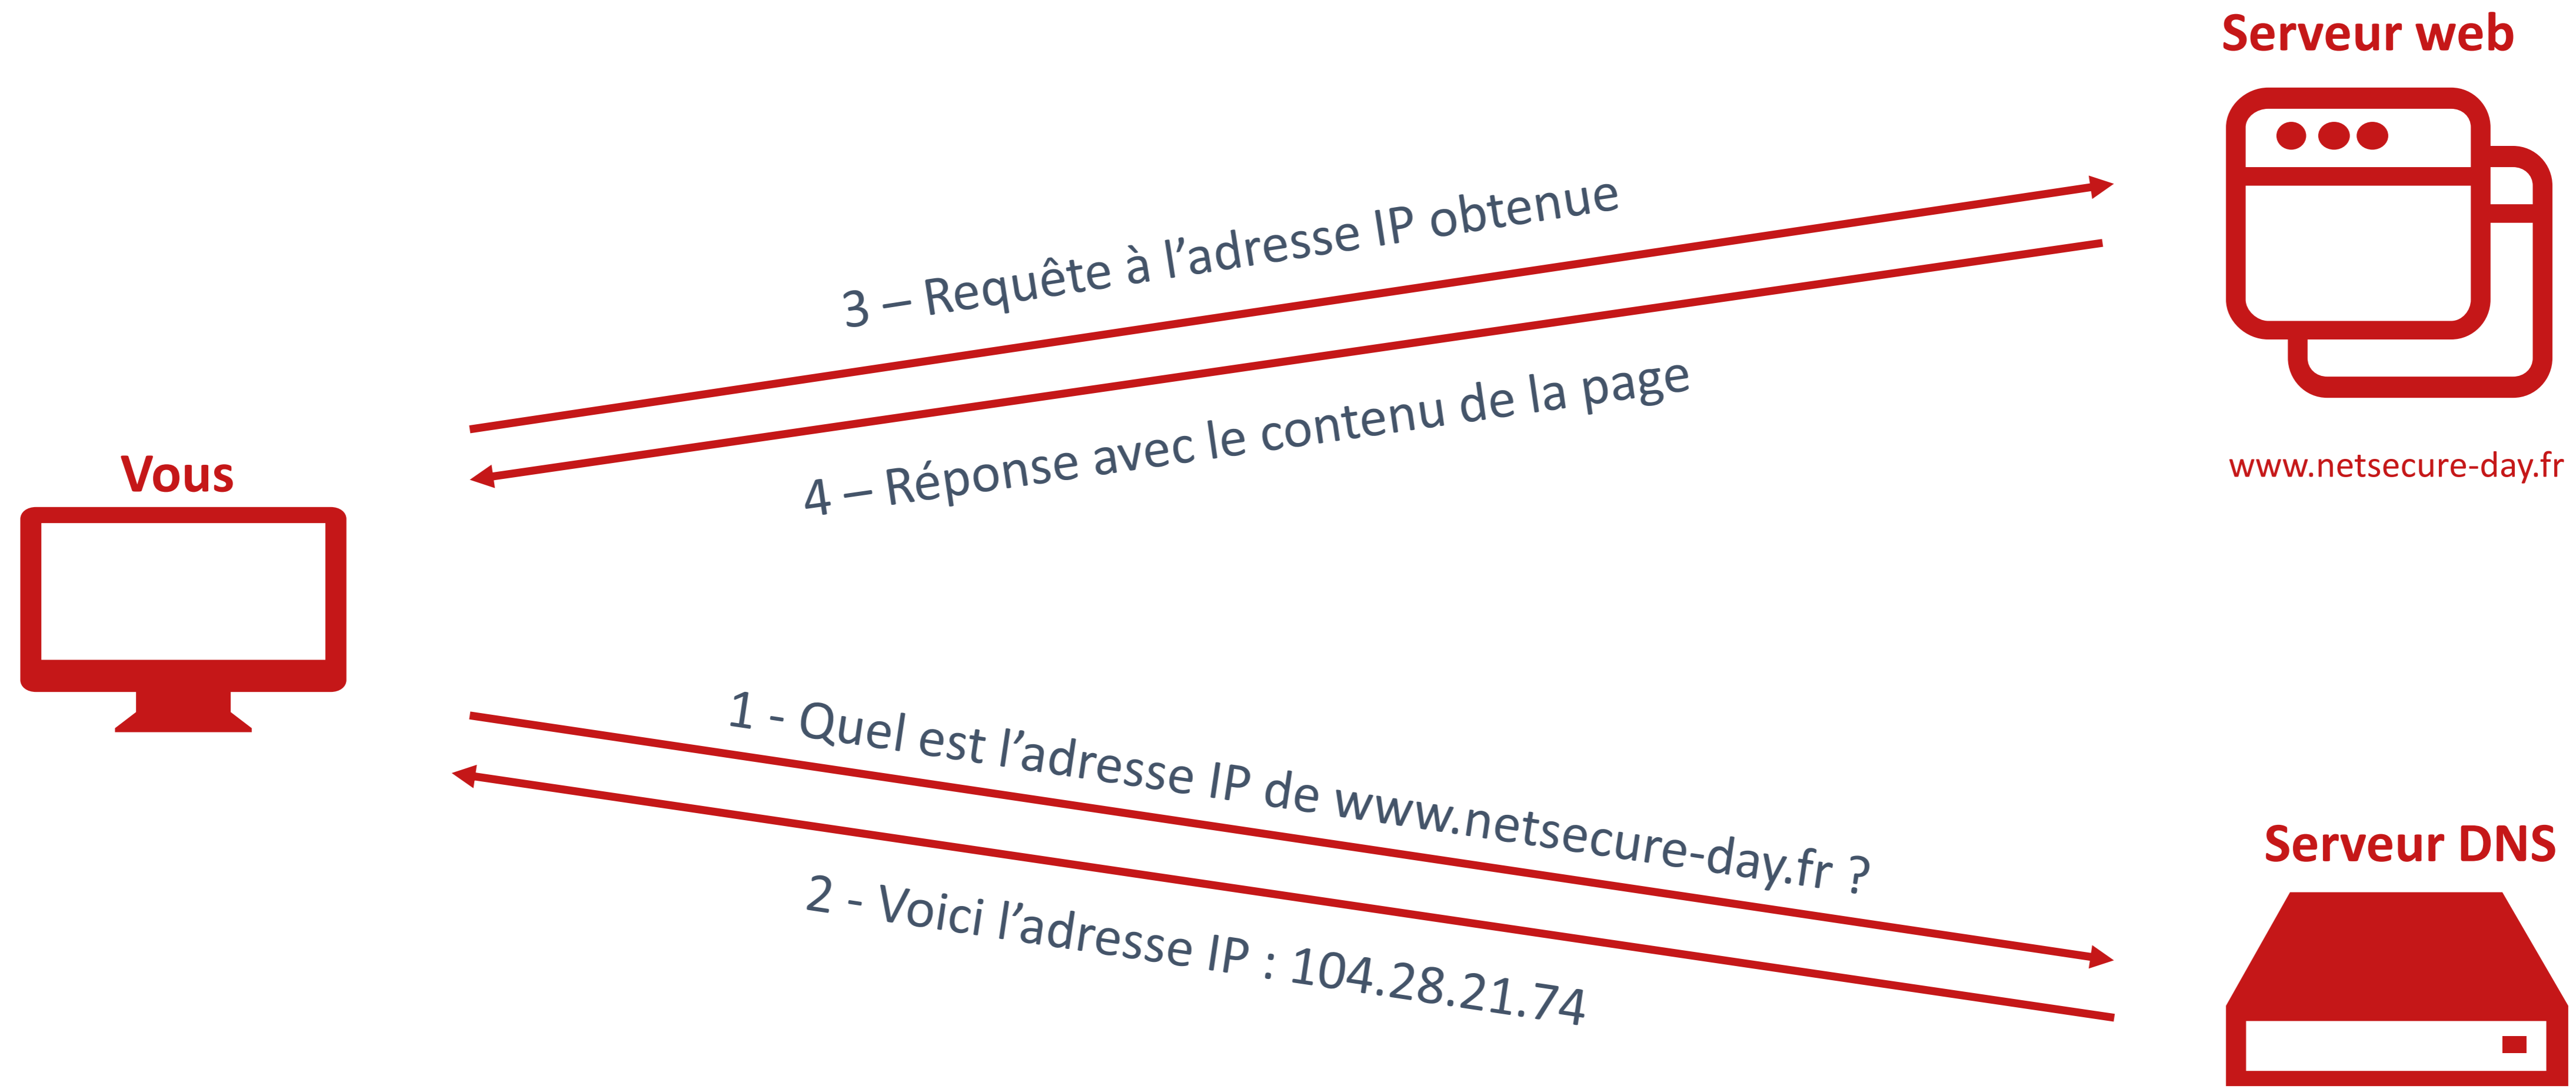 Serveur web
3 – Requête à l’adresse IP obtenue
4 – Réponse avec le contenu de la page
www.netsecure-day.fr
Vous
1 - Quel est l’adresse IP de www.netsecure-day.fr ?
2 - Voici l’adresse IP : 104.28.21.74
Serveur DNS